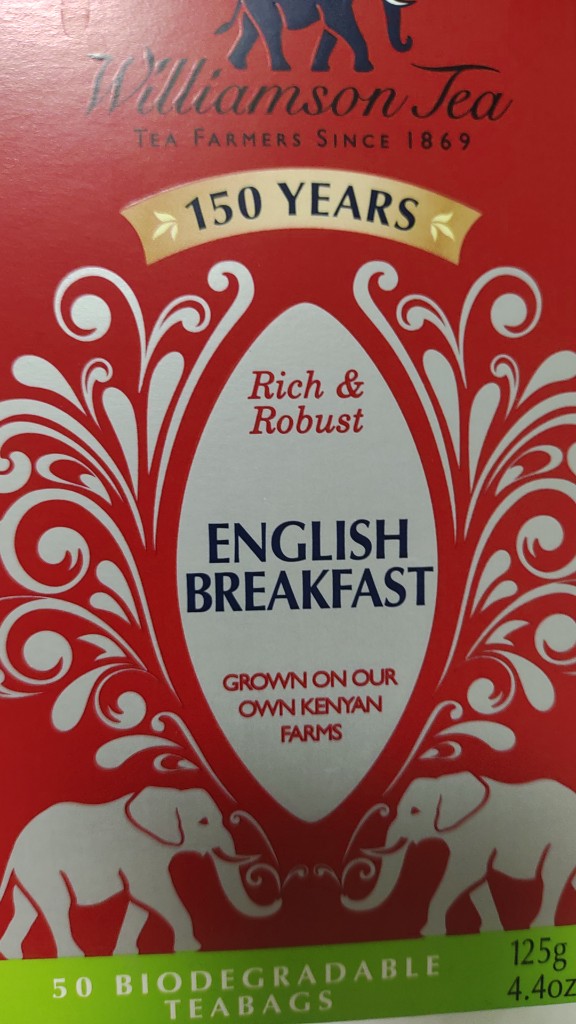 Williamson Tea
TEA FARMERS SINCE 1869
150 YEARS
Rich &
Robust
ENGLISH
BREAKFAST
GROWN ON OUR
OWN KENYAN
FARMS
50 BIODEGRADABLE
TEABAGS
125g
4.4oz